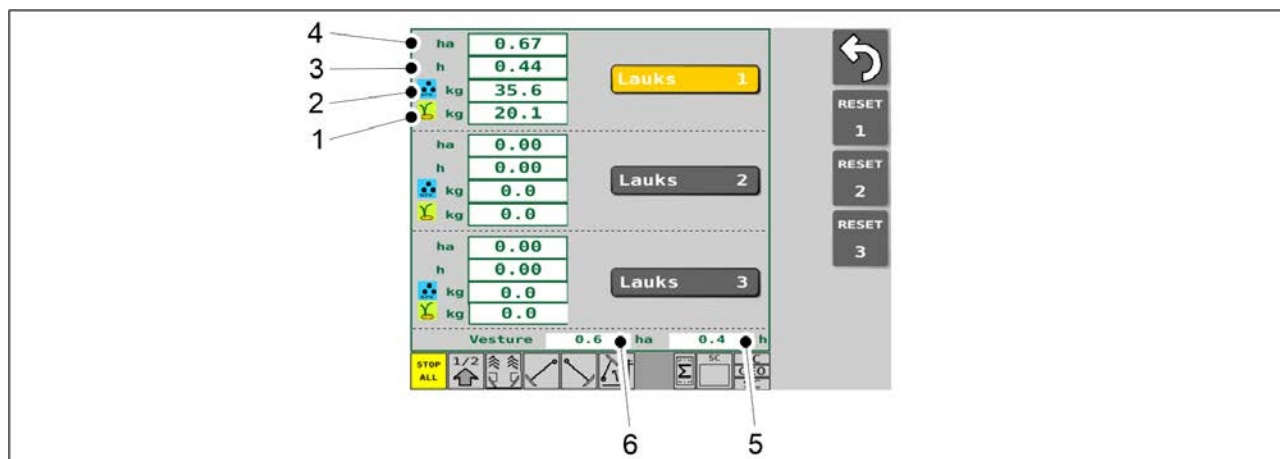 4
3
2
1
ha 0.67
h 0.44
kg 35.6
kg 20.1
Lauks 1
ha 0.00
h 0.00
kg 0.0
kg 0.0
Lauks 2
ha 0.00
h 0.00
kg 0.0
kg 0.0
Lauks 3
Vesture 0.6 ha 0.4 h
RESET
1
RESET
2
RESET
3
STOP
ALL
1/2
Σ
SC
6
5